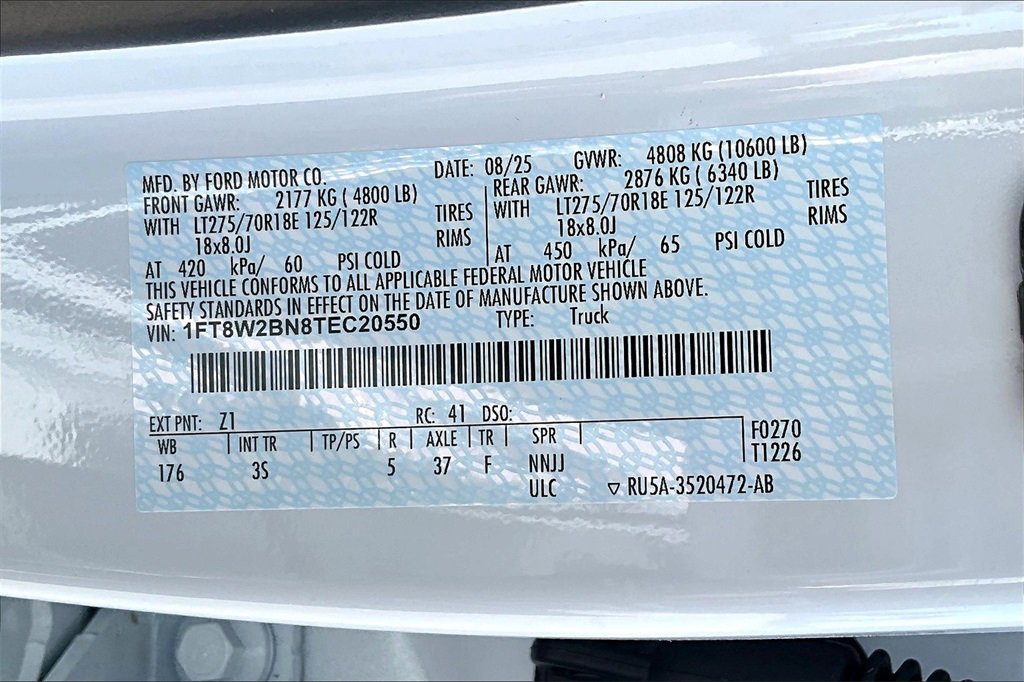 MFD. BY FORD MOTOR CO. DATE: 08/25 GVWR: 4808 KG (10600 LB)
FRONT GAWR: 2177 KG ( 4800 LB) REAR GAWR: 2876 KG ( 6340 LB)
WITH LT275/70R18E 125/122R TIRES WITH LT275/70R18E 125/122R TIRES
18x8.0J RIMS 18x8.0J RIMS
AT 420 kPa/ 60 PSI COLD AT 450 kPa/ 65 PSI COLD
THIS VEHICLE CONFORMS TO ALL APPLICABLE FEDERAL MOTOR VEHICLE
SAFETY STANDARDS IN EFFECT ON THE DATE OF MANUFACTURE SHOWN ABOVE.
VIN: 1FT8W2BN8TEC20550 TYPE: Truck
EXT PNT: Z1 RC: 41 DSO:
WB INT TR TP/PS R AXLE TR SPR F0270
176 3S 5 37 F NNJJ T1226
ULC ▽ RU5A-3520472-AB